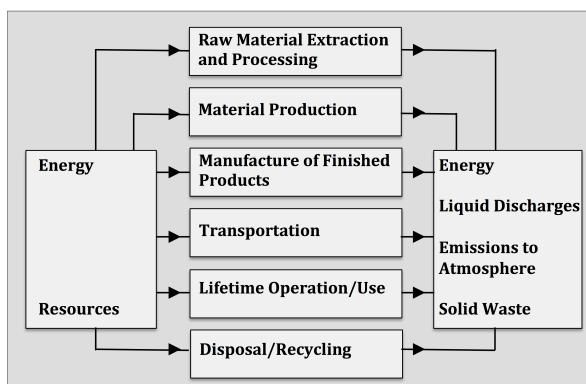 Raw Material Extraction
and Processing
Material Production
Energy
Manufacture of Finished
Products
Energy
Liquid Discharges
Transportation
Emissions to
Atmosphere
Resources
Lifetime Operation/Use
Solid Waste
Disposal/Recycling